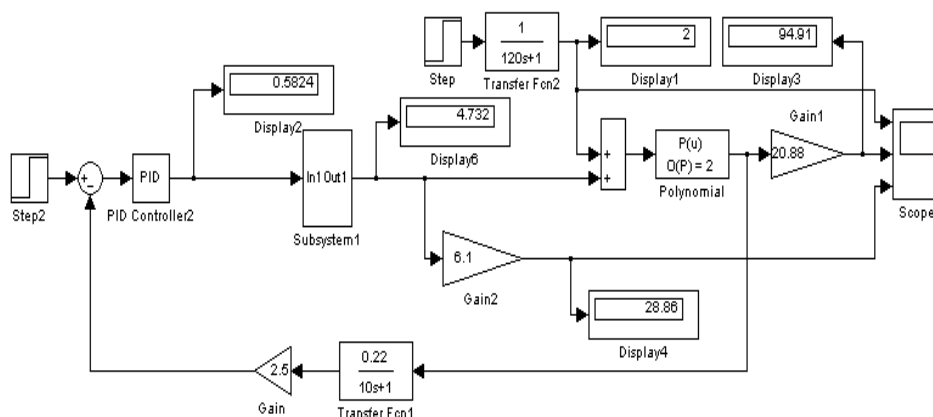 Step
1
120s+1
Transfer Fcn2
2
Display1
94.91
Display3
0.5824
Display2
4.732
Display6
Gain1
20.88
Step2
+
−
PID
PID Controller2
In1 Out1
Subsystem1
+
+
P(u)
O(P) = 2
Polynomial
Scope
6.1
Gain2
28.86
Display4
2.5
Gain
0.22
10s+1
Transfer Fcn1